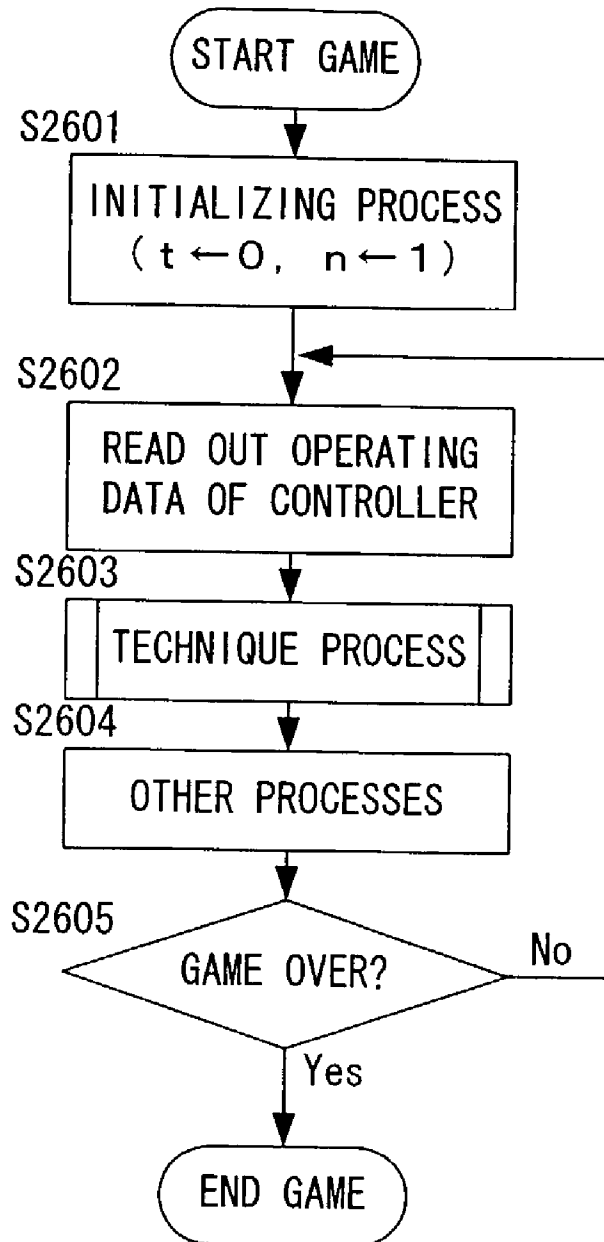 START GAME
S2601
INITIALIZING PROCESS
(t←0, n←1)
S2602
READ OUT OPERATING
DATA OF CONTROLLER
S2603
TECHNIQUE PROCESS
S2604
OTHER PROCESSES
S2605
GAME OVER?
No
Yes
END GAME